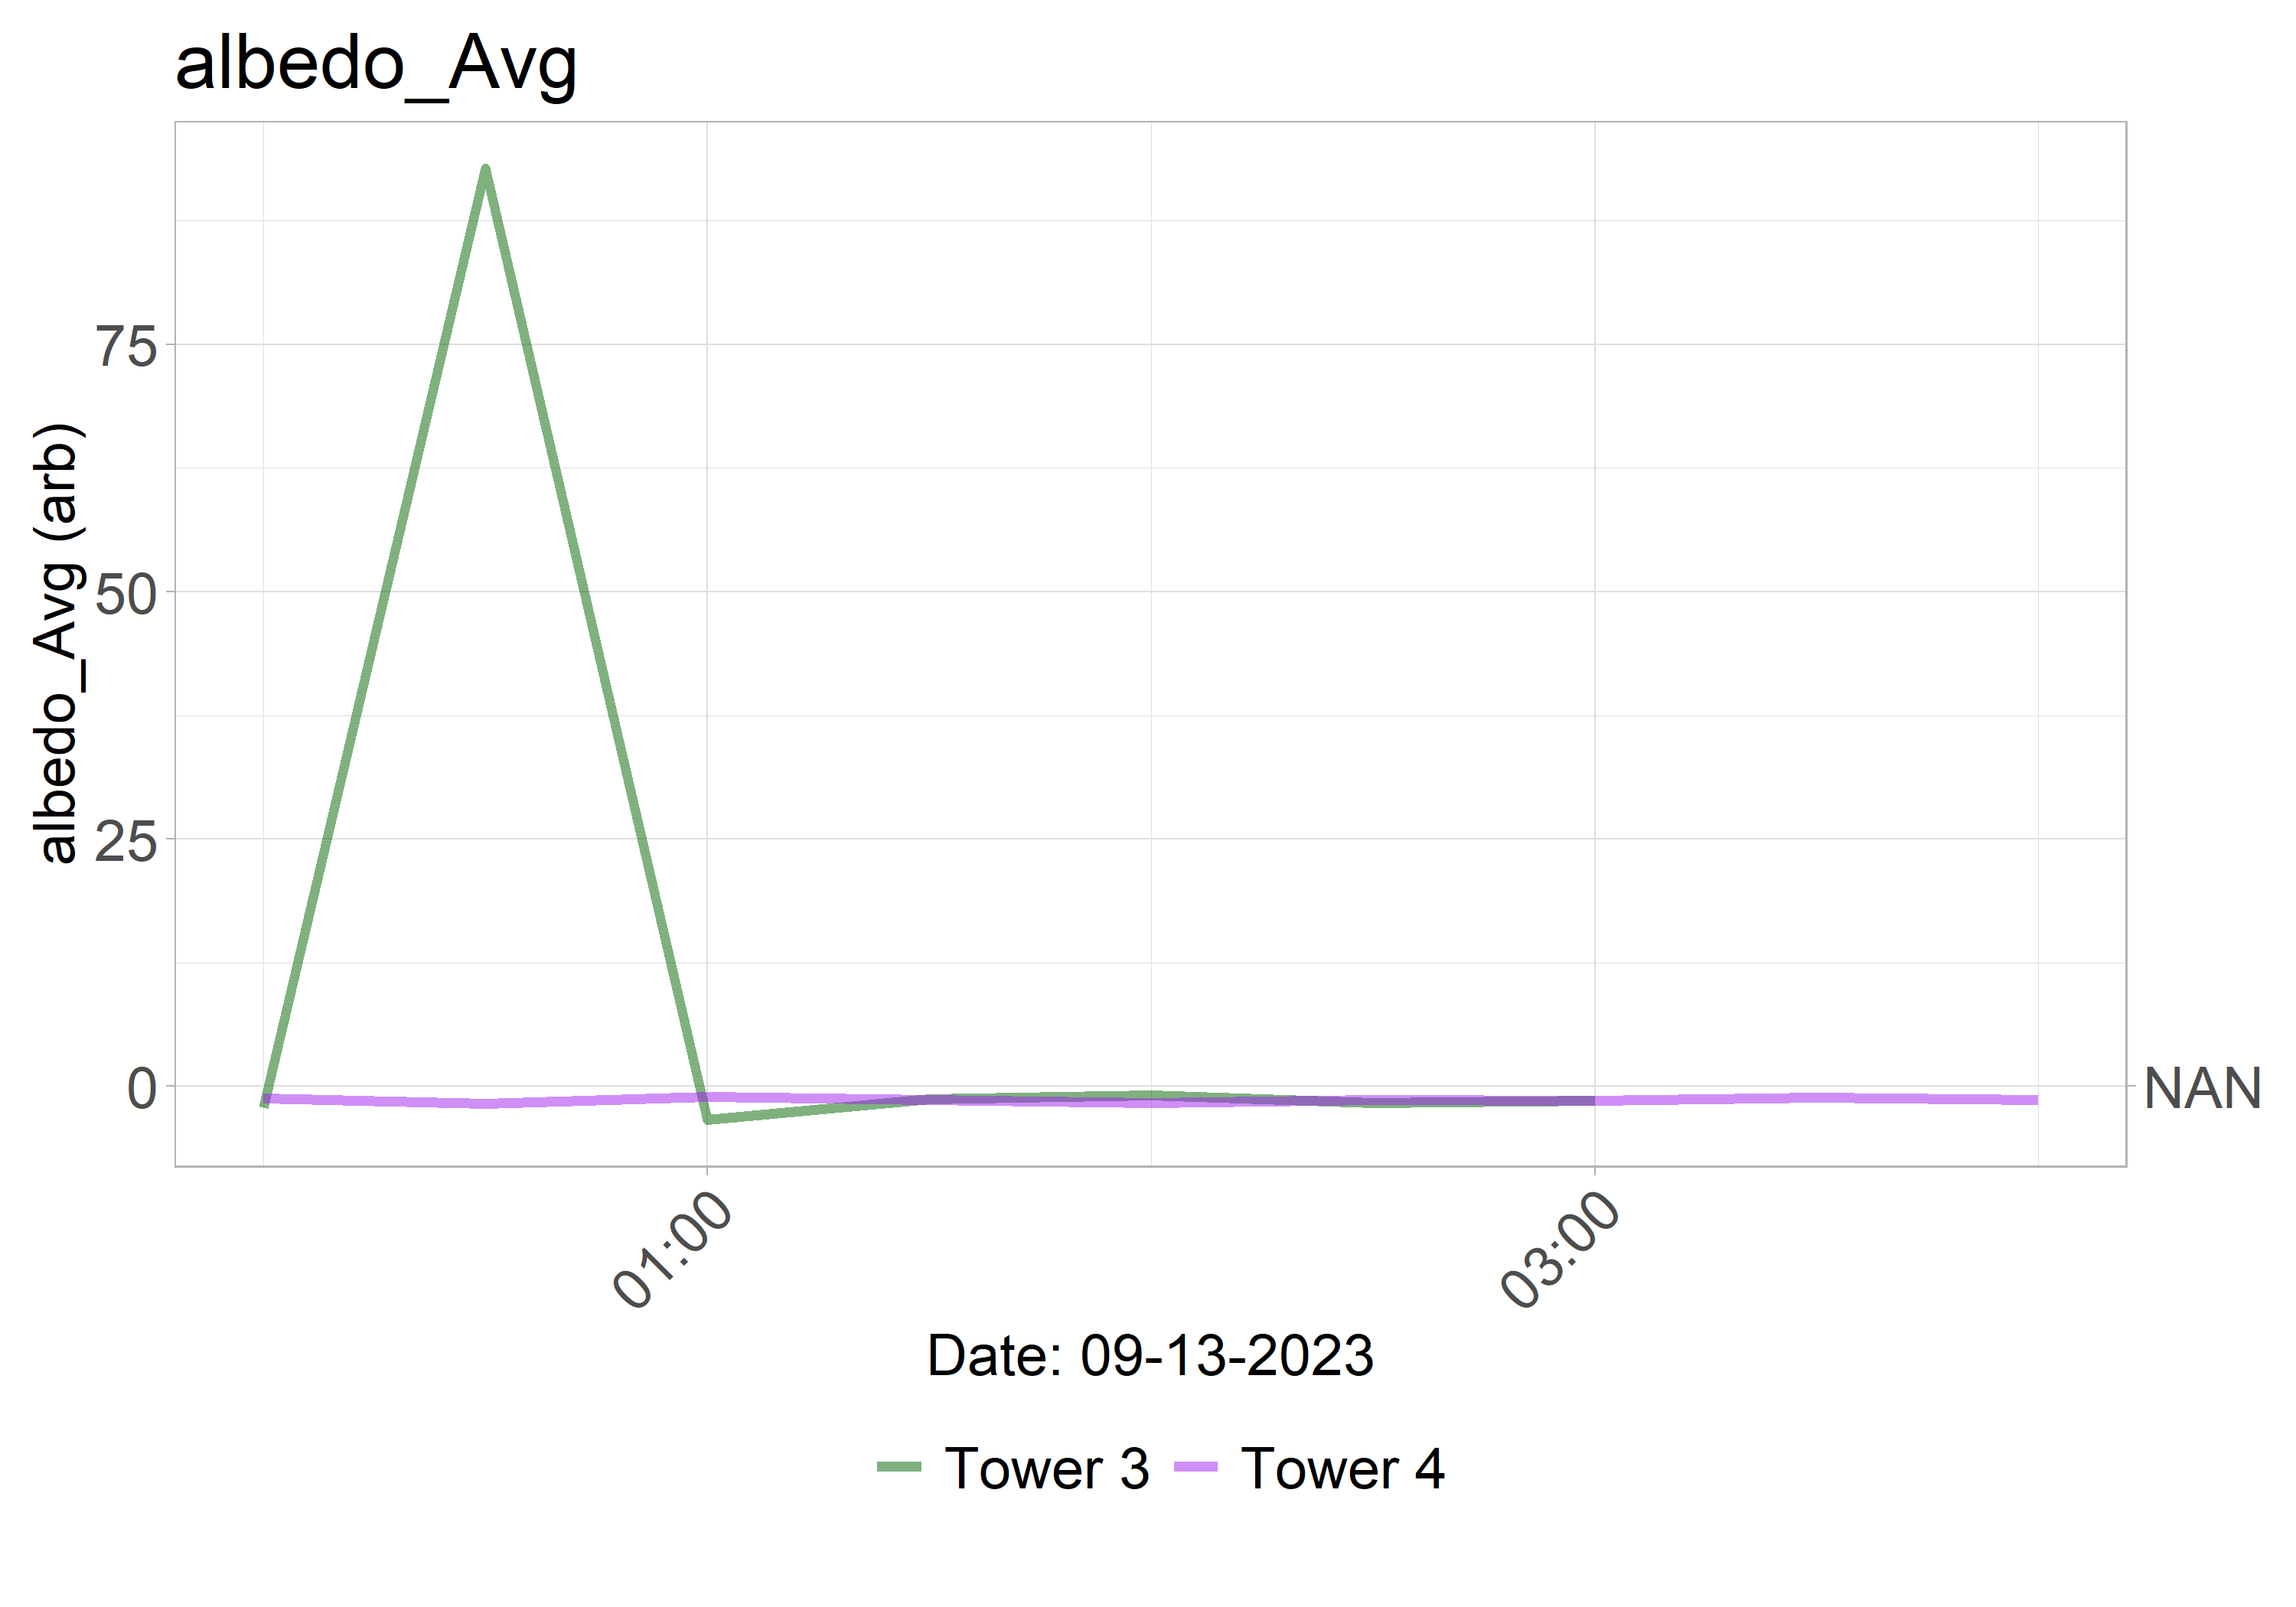 albedo_Avg
albedo_Avg (arb)
75
50
25
0
NAN
01:00
03:00
Date: 09-13-2023
Tower 3
Tower 4